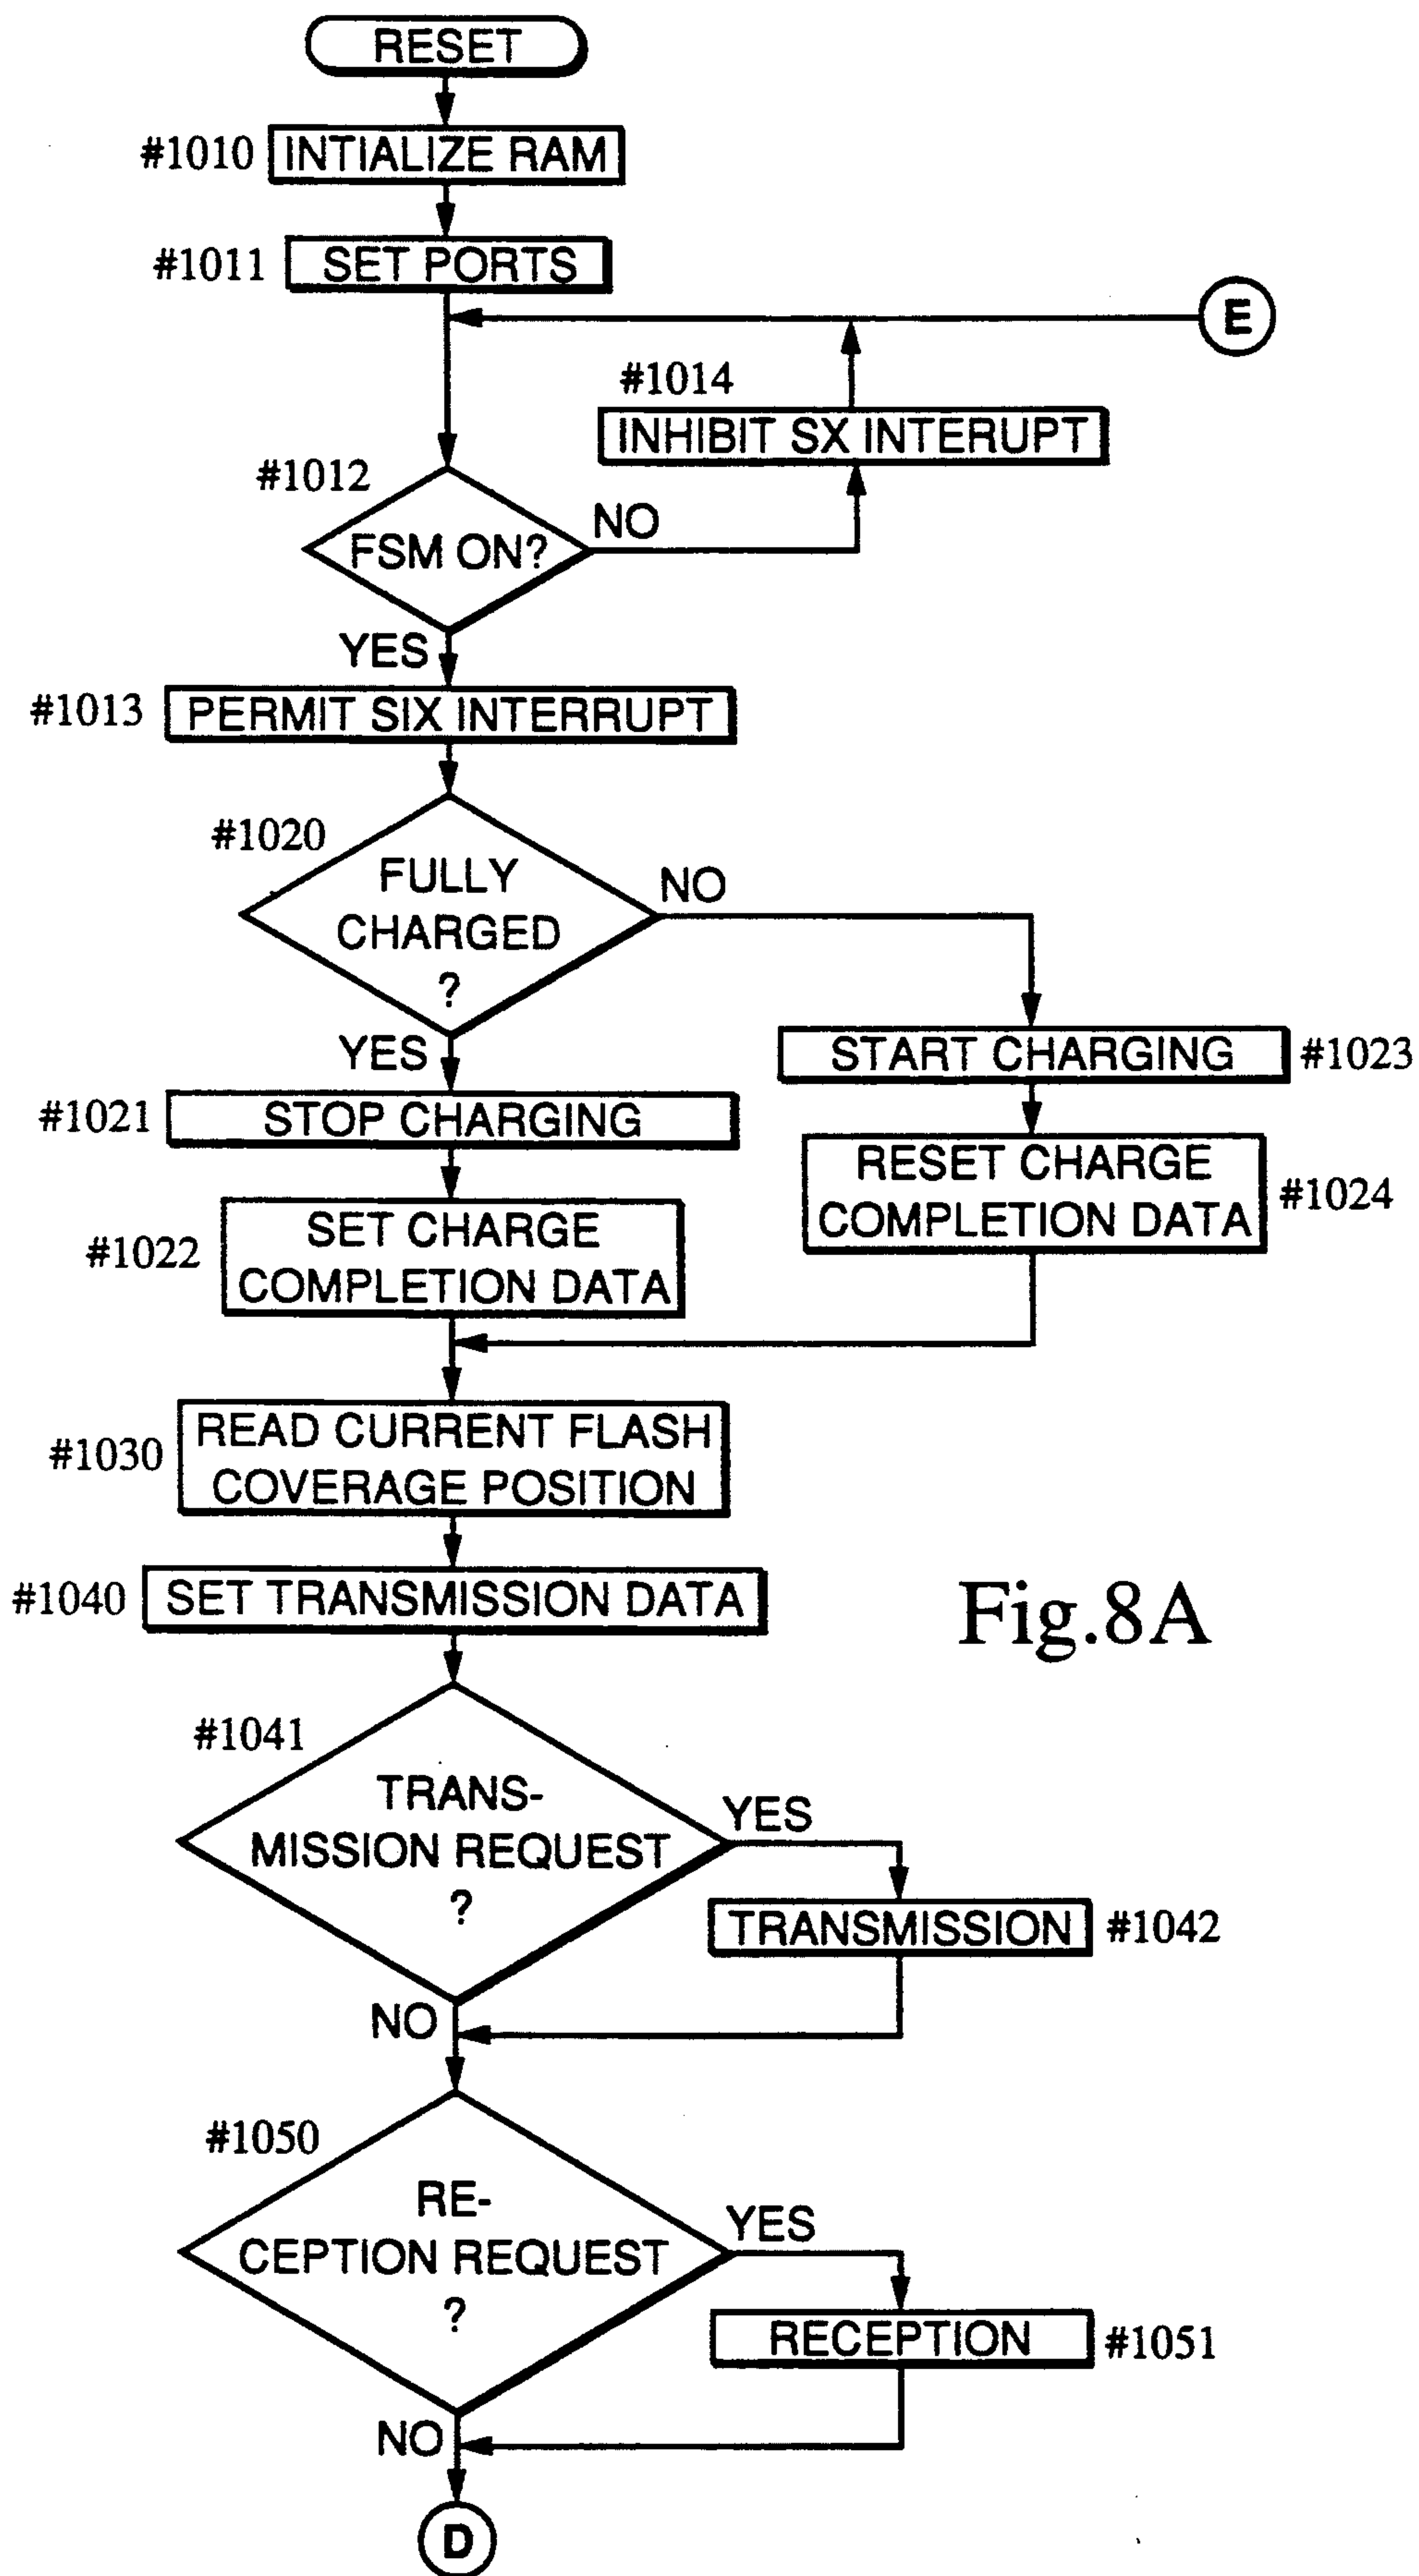 RESET
#1010 INTIALIZE RAM
#1011 SET PORTS
E
#1014
INHIBIT SX INTERUPT
#1012
FSM ON?
NO
YES
#1013 PERMIT SIX INTERRUPT
#1020
FULLY
CHARGED
?
NO
YES
START CHARGING #1023
#1021 STOP CHARGING
RESET CHARGE
COMPLETION DATA
#1024
SET CHARGE
COMPLETION DATA
#1022
READ CURRENT FLASH
COVERAGE POSITION
#1030
#1040 SET TRANSMISSION DATA
Fig.8A
#1041
TRANS-
MISSION REQUEST
?
YES
TRANSMISSION #1042
NO
#1050
RE-
CEPTION REQUEST
?
YES
RECEPTION #1051
NO
D